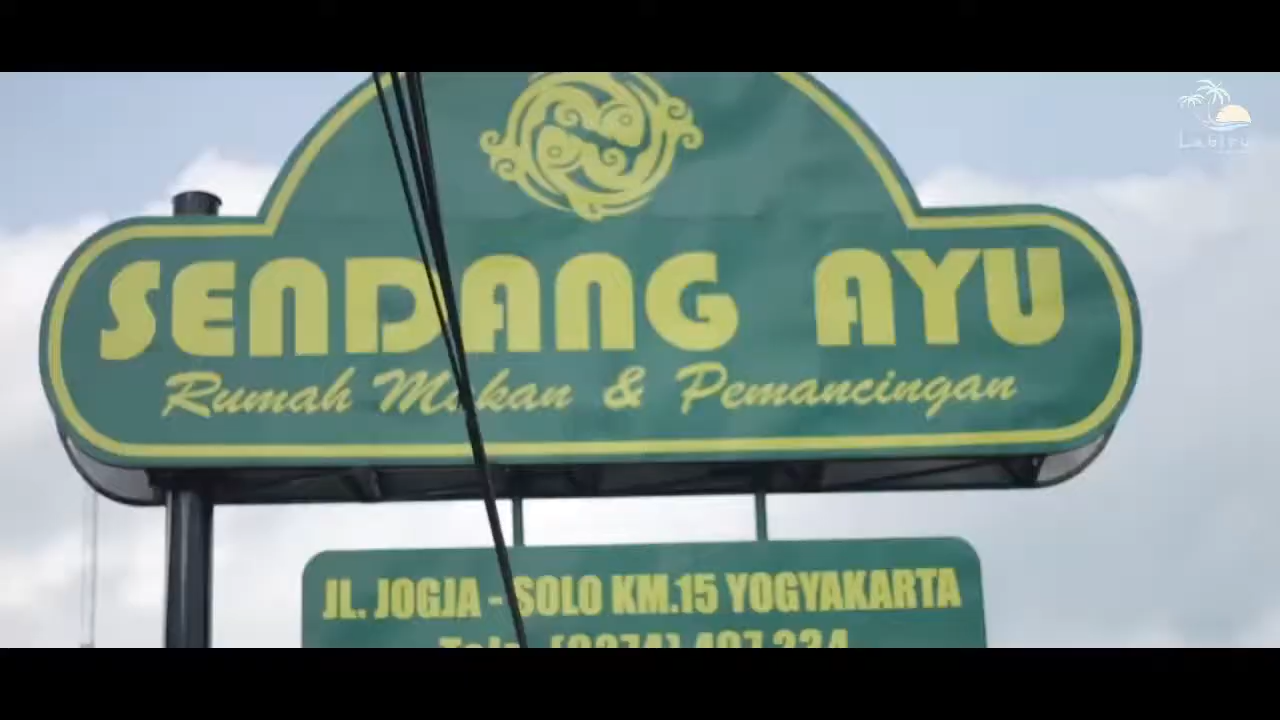 SENDANG AYU
Rumah Makan & Pemancingan
JL. JOGJA - SOLO KM.15 YOGYAKARTA